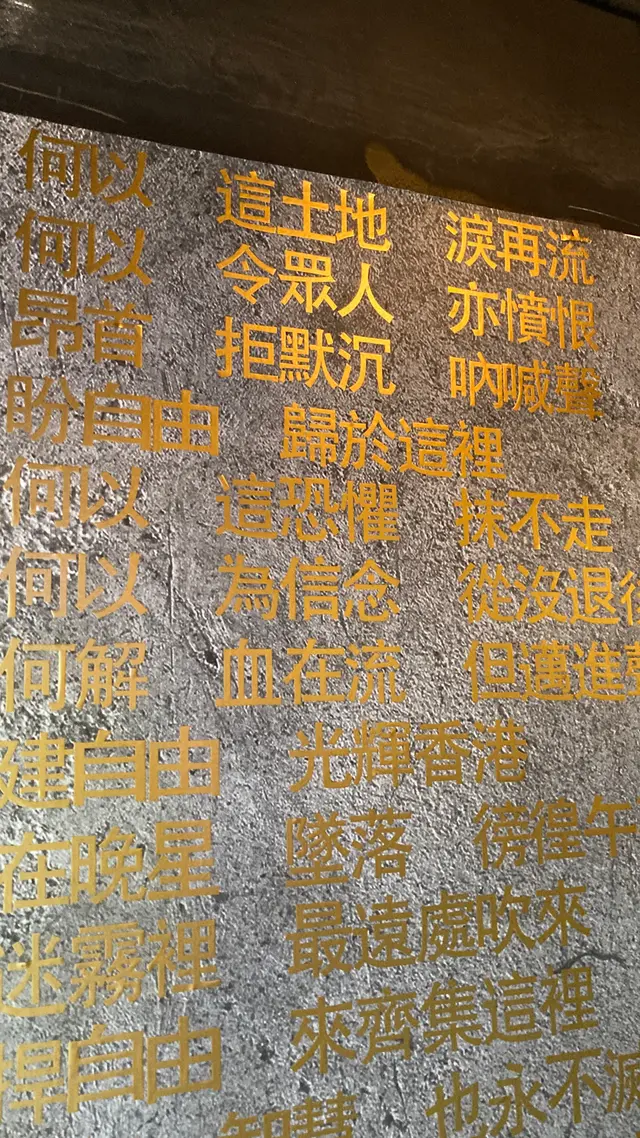 何以 這土地 淚再流
何以 令眾人 亦憤恨
昂首 拒默沉 吶喊聲
盼自由 歸於這裡
何以 這恐懼 抹不走
何以 為信念 從沒退
何解 血在流 但邁進
建自由 光輝香港
在晚星 墜落 徬徨午
迷霧裡 最遠處吹來
捍自由 來齊集這裡
智慧 也永不滅